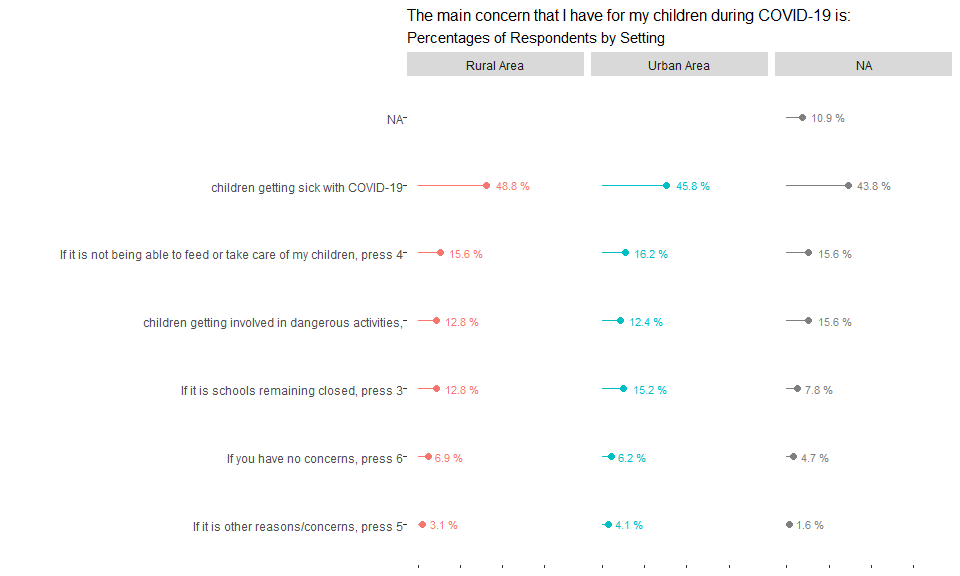 The main concern that I have for my children during COVID-19 is:
Percentages of Respondents by Setting
Rural Area Urban Area NA
NA 10.9 %
children getting sick with COVID-19 48.8 % 45.8 % 43.8 %
If it is not being able to feed or take care of my children, press 4 15.6 % 16.2 % 15.6 %
children getting involved in dangerous activities, 12.8 % 12.4 % 15.6 %
If it is schools remaining closed, press 3 12.8 % 15.2 % 7.8 %
If you have no concerns, press 6 6.9 % 6.2 % 4.7 %
If it is other reasons/concerns, press 5 3.1 % 4.1 % 1.6 %